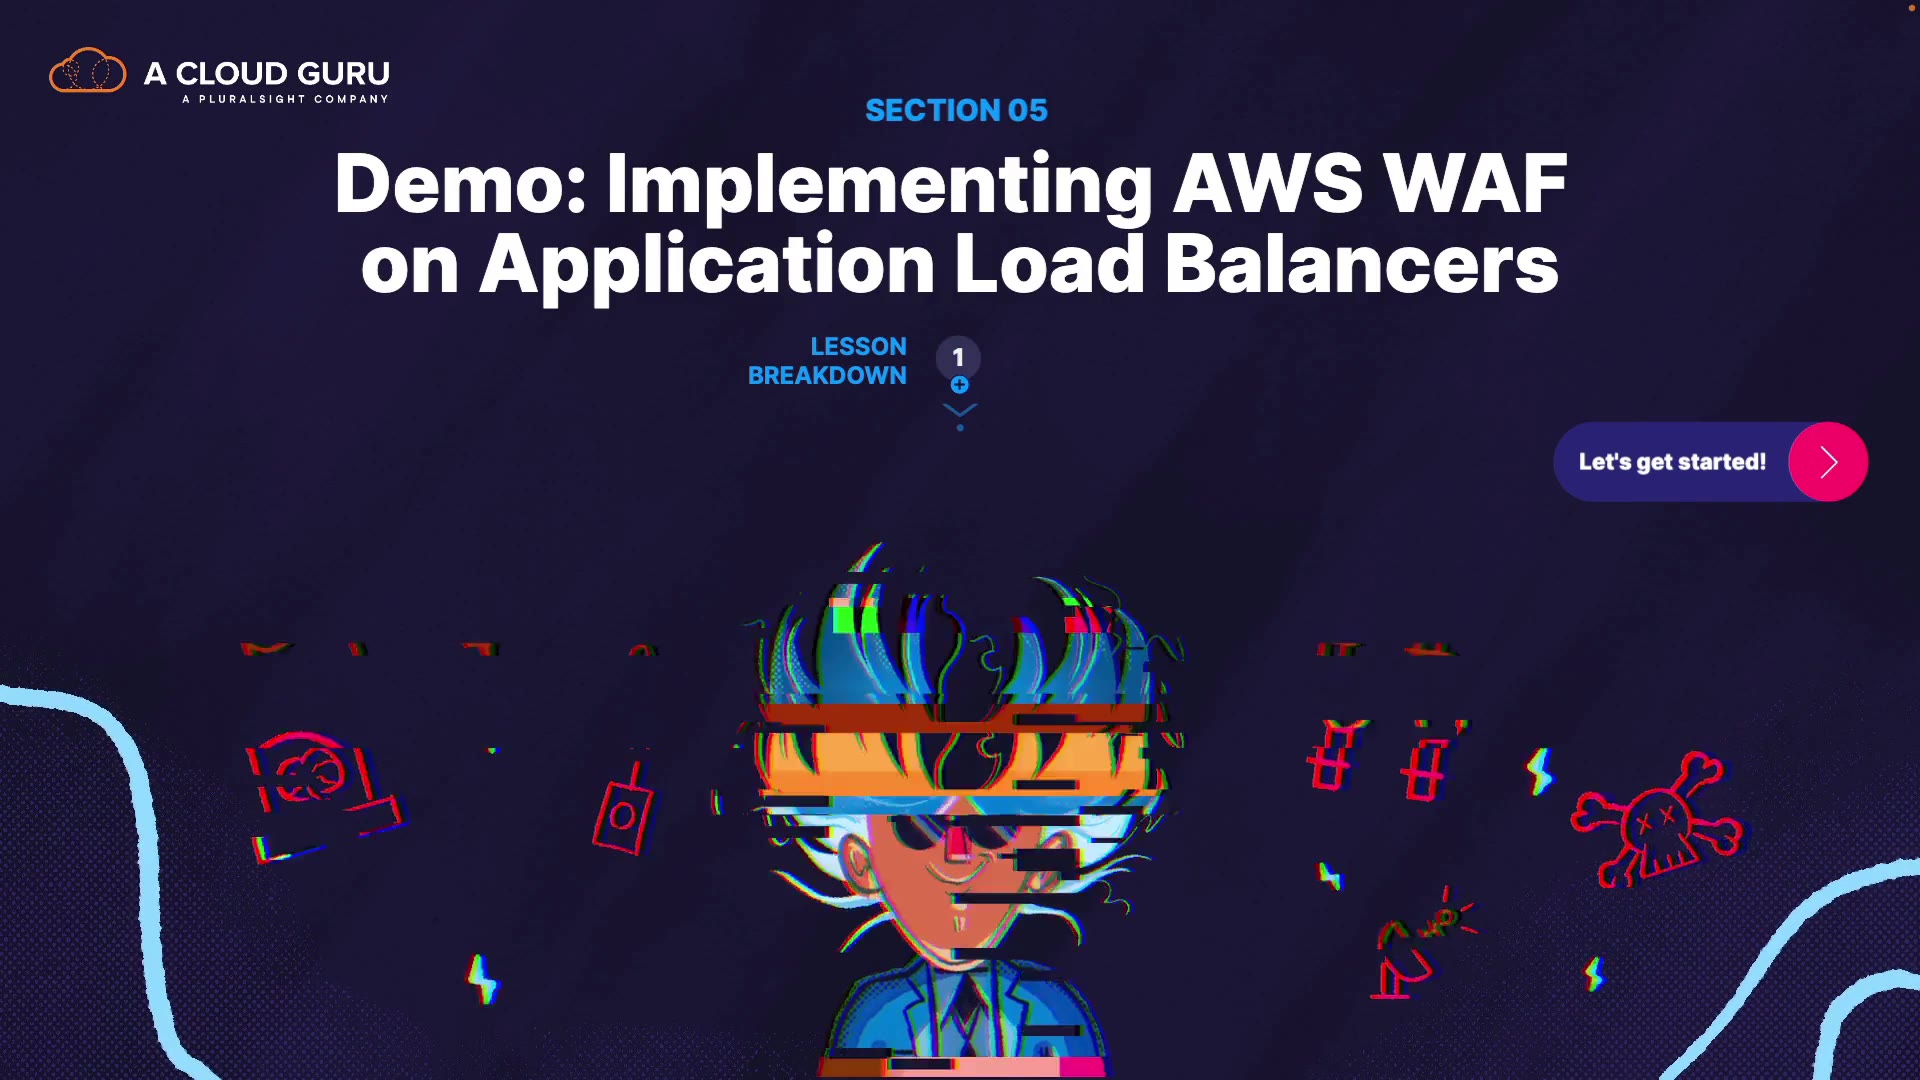 A CLOUD GURU
A PLURALSIGHT COMPANY
SECTION 05
Demo: Implementing AWS WAF
on Application Load Balancers
LESSON
BREAKDOWN
1
Let's get started!